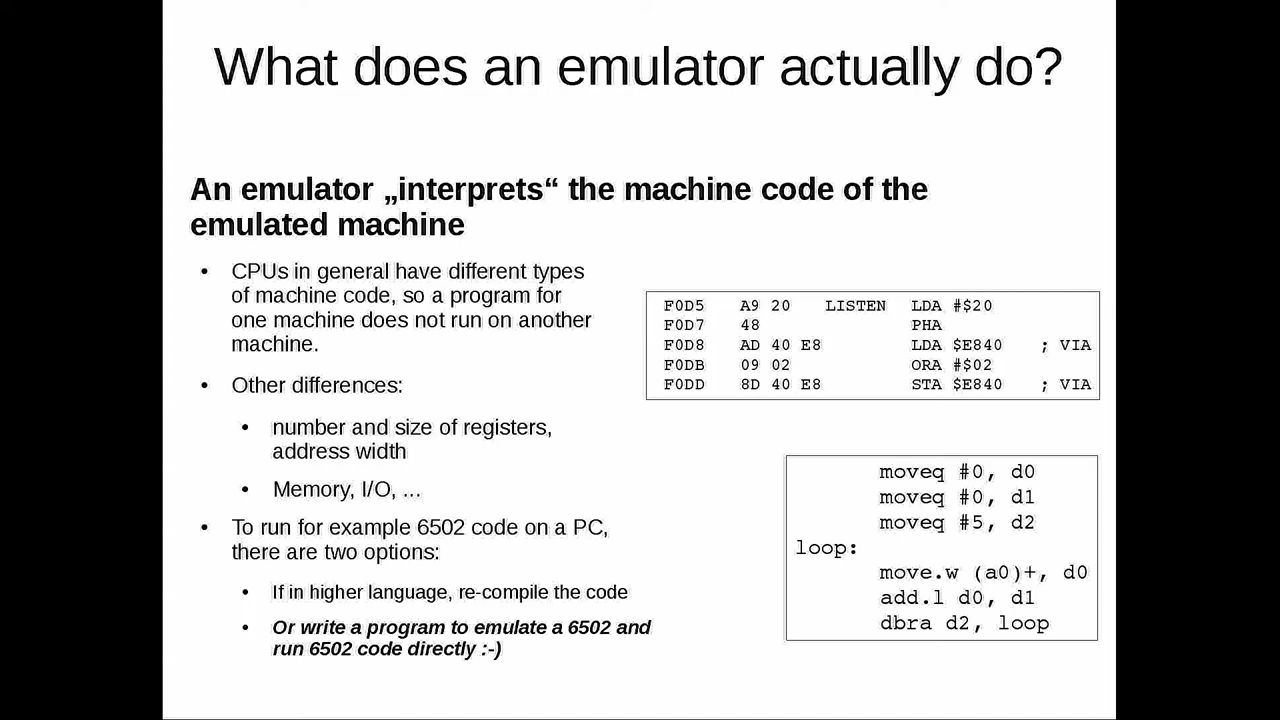 What does an emulator actually do?
An emulator „interprets“ the machine code of the
emulated machine
• CPUs in general have different types
of machine code, so a program for
one machine does not run on another
machine.
• Other differences:
• number and size of registers,
address width
• Memory, I/O, ...
• To run for example 6502 code on a PC,
there are two options:
• If in higher language, re-compile the code
• Or write a program to emulate a 6502 and
run 6502 code directly :-)
F0D5 A9 20 LISTEN LDA #$20
F0D7 48 PHA
F0D8 AD 40 E8 LDA $E840 ; VIA
F0DB 09 02 ORA #$02
F0DD 8D 40 E8 STA $E840 ; VIA
moveq #0, d0
moveq #0, d1
moveq #5, d2
loop:
move.w (a0)+, d0
add.l d0, d1
dbra d2, loop